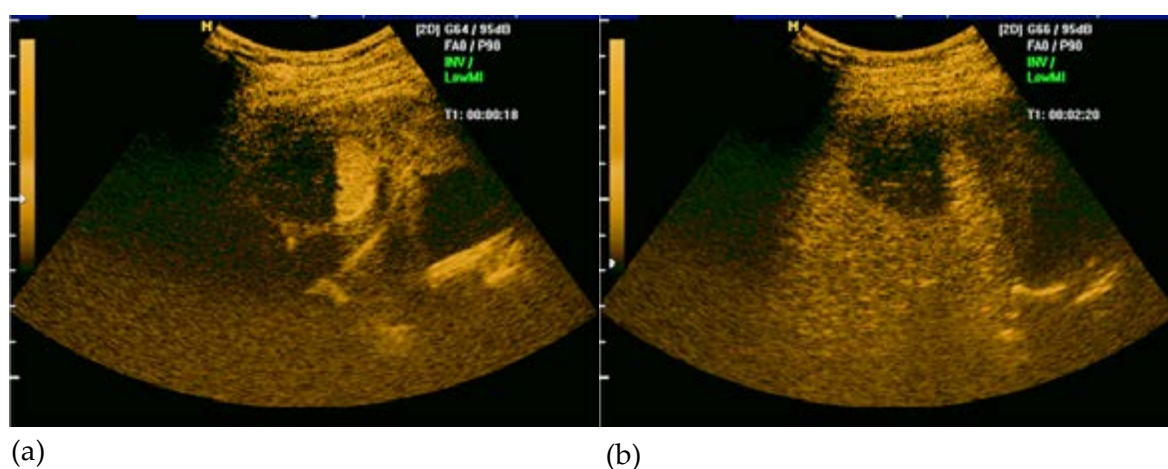 H
[2D] G64 / 95dB
FA0 / P90
INV /
LowMI
T1: 00:00:18
H
[2D] G66 / 95dB
FA0 / P90
INV /
LowMI
T1: 00:02:20
(a)
(b)